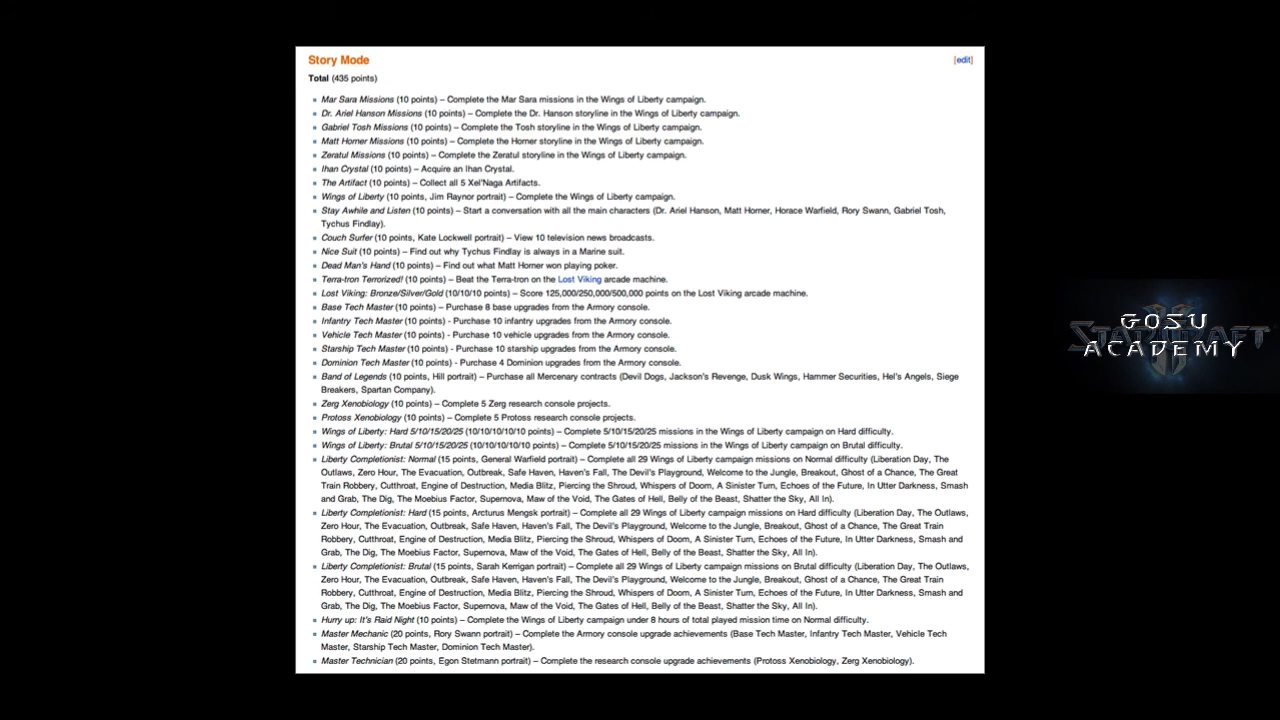 Story Mode
[edit]
Total (435 points)
Mar Sara Missions (10 points) – Complete the Mar Sara missions in the Wings of Liberty campaign.
Dr. Ariel Hanson Missions (10 points) – Complete the Dr. Hanson storyline in the Wings of Liberty campaign.
Gabriel Tosh Missions (10 points) – Complete the Tosh storyline in the Wings of Liberty campaign.
Matt Horner Missions (10 points) – Complete the Horner storyline in the Wings of Liberty campaign.
Zeratul Missions (10 points) – Complete the Zeratul storyline in the Wings of Liberty campaign.
Ihan Crystal (10 points) – Acquire an Ihan Crystal.
The Artifact (10 points) – Collect all 5 Xel'Naga Artifacts.
Wings of Liberty (10 points, Jim Raynor portrait) – Complete the Wings of Liberty campaign.
Stay Awhile and Listen (10 points) – Start a conversation with all the main characters (Dr. Ariel Hanson, Matt Horner, Horace Warfield, Rory Swann, Gabriel Tosh,
Tychus Findlay).
Couch Surfer (10 points, Kate Lockwell portrait) – View 10 television news broadcasts.
Nice Suit (10 points) – Find out why Tychus Findlay is always in a Marine suit.
Dead Man's Hand (10 points) – Find out what Matt Horner won playing poker.
Terra-tron Terrorized! (10 points) – Beat the Terra-tron on the Lost Viking arcade machine.
Lost Viking: Bronze/Silver/Gold (10/10/10 points) – Score 125,000/250,000/500,000 points on the Lost Viking arcade machine.
Base Tech Master (10 points) – Purchase 8 base upgrades from the Armory console.
Infantry Tech Master (10 points) - Purchase 10 infantry upgrades from the Armory console.
Vehicle Tech Master (10 points) - Purchase 10 vehicle upgrades from the Armory console.
Starship Tech Master (10 points) - Purchase 10 starship upgrades from the Armory console.
Dominion Tech Master (10 points) - Purchase 4 Dominion upgrades from the Armory console.
Band of Legends (10 points, Hill portrait) – Purchase all Mercenary contracts (Devil Dogs, Jackson's Revenge, Dusk Wings, Hammer Securities, Hel's Angels, Siege
Breakers, Spartan Company).
Zerg Xenobiology (10 points) – Complete 5 Zerg research console projects.
Protoss Xenobiology (10 points) – Complete 5 Protoss research console projects.
Wings of Liberty: Hard 5/10/15/20/25 (10/10/10/10/10 points) – Complete 5/10/15/20/25 missions in the Wings of Liberty campaign on Hard difficulty.
Wings of Liberty: Brutal 5/10/15/20/25 (10/10/10/10/10 points) – Complete 5/10/15/20/25 missions in the Wings of Liberty campaign on Brutal difficulty.
Liberty Completionist: Normal (15 points, General Warfield portrait) – Complete all 29 Wings of Liberty campaign missions on Normal difficulty (Liberation Day, The
Outlaws, Zero Hour, The Evacuation, Outbreak, Safe Haven, Haven's Fall, The Devil's Playground, Welcome to the Jungle, Breakout, Ghost of a Chance, The Great
Train Robbery, Cutthroat, Engine of Destruction, Media Blitz, Piercing the Shroud, Whispers of Doom, A Sinister Turn, Echoes of the Future, In Utter Darkness, Smash
and Grab, The Dig, The Moebius Factor, Supernova, Maw of the Void, The Gates of Hell, Belly of the Beast, Shatter the Sky, All In).
Liberty Completionist: Hard (15 points, Arcturus Mengsk portrait) – Complete all 29 Wings of Liberty campaign missions on Hard difficulty (Liberation Day, The Outlaws,
Zero Hour, The Evacuation, Outbreak, Safe Haven, Haven's Fall, The Devil's Playground, Welcome to the Jungle, Breakout, Ghost of a Chance, The Great Train
Robbery, Cutthroat, Engine of Destruction, Media Blitz, Piercing the Shroud, Whispers of Doom, A Sinister Turn, Echoes of the Future, In Utter Darkness, Smash and
Grab, The Dig, The Moebius Factor, Supernova, Maw of the Void, The Gates of Hell, Belly of the Beast, Shatter the Sky, All In).
Liberty Completionist: Brutal (15 points, Sarah Kerrigan portrait) – Complete all 29 Wings of Liberty campaign missions on Brutal difficulty (Liberation Day, The Outlaws,
Zero Hour, The Evacuation, Outbreak, Safe Haven, Haven's Fall, The Devil's Playground, Welcome to the Jungle, Breakout, Ghost of a Chance, The Great Train
Robbery, Cutthroat, Engine of Destruction, Media Blitz, Piercing the Shroud, Whispers of Doom, A Sinister Turn, Echoes of the Future, In Utter Darkness, Smash and
Grab, The Dig, The Moebius Factor, Supernova, Maw of the Void, The Gates of Hell, Belly of the Beast, Shatter the Sky, All In).
Hurry up: It's Raid Night (10 points) – Complete the Wings of Liberty campaign under 8 hours of total played mission time on Normal difficulty.
Master Mechanic (20 points, Rory Swann portrait) – Complete the Armory console upgrade achievements (Base Tech Master, Infantry Tech Master, Vehicle Tech
Master, Starship Tech Master, Dominion Tech Master).
Master Technician (20 points, Egon Stetmann portrait) – Complete the research console upgrade achievements (Protoss Xenobiology, Zerg Xenobiology).
GOSU
STARCRAFT
ACADEMY